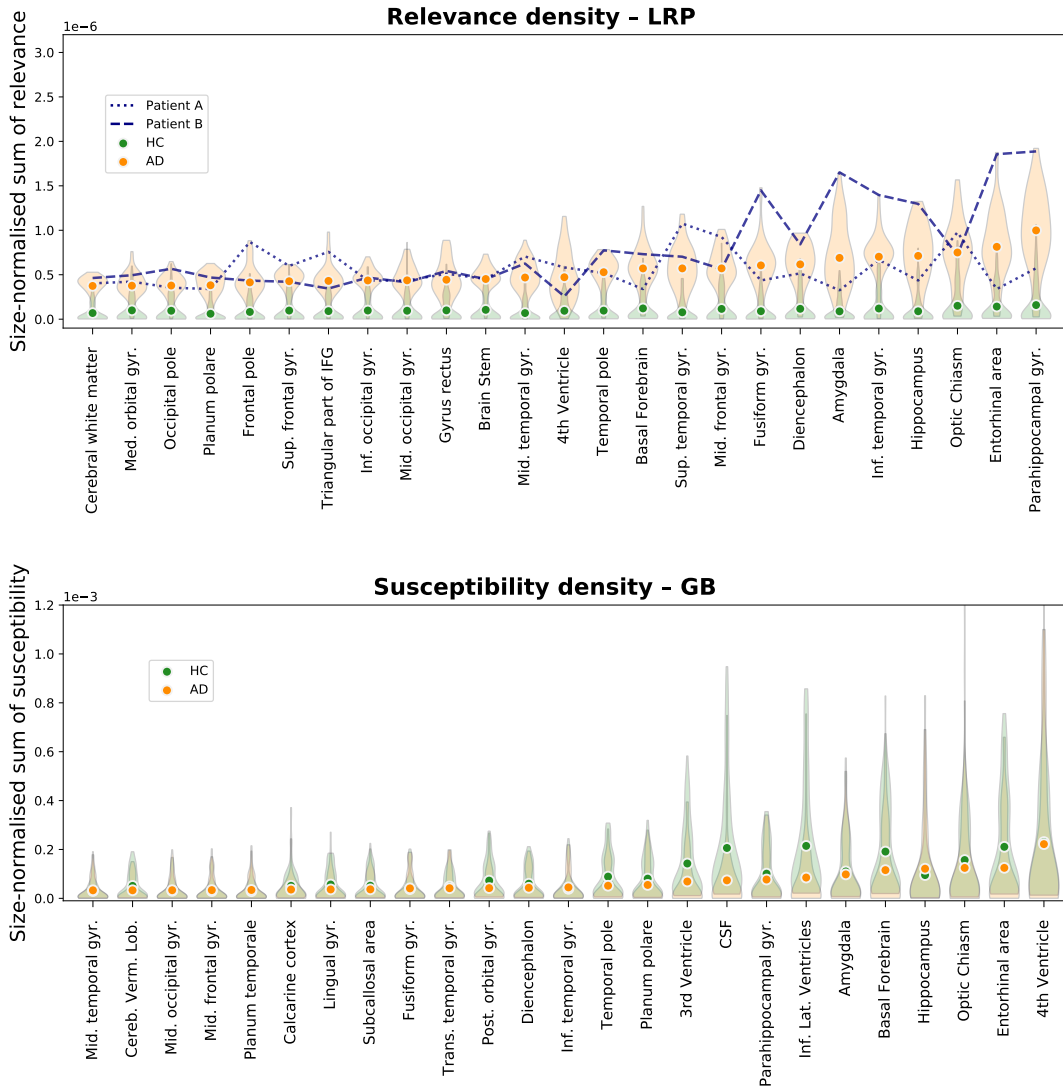 Relevance density – LRP
1e−6
Size-normalised sum of relevance
3.0
2.5
2.0
1.5
1.0
0.5
0.0
Patient A
Patient B
HC
AD
Cerebral white matter
Med. orbital gyr.
Occipital pole
Planum polare
Frontal pole
Sup. frontal gyr.
Triangular part of IFG
Inf. occipital gyr.
Mid. occipital gyr.
Gyrus rectus
Brain Stem
Mid. temporal gyr.
4th Ventricle
Temporal pole
Basal Forebrain
Sup. temporal gyr.
Mid. frontal gyr.
Fusiform gyr.
Diencephalon
Amygdala
Inf. temporal gyr.
Hippocampus
Optic Chiasm
Entorhinal area
Parahippocampal gyr.
Susceptibility density – GB
1e−3
Size-normalised sum of susceptibility
1.2
1.0
0.8
0.6
0.4
0.2
0.0
HC
AD
Mid. temporal gyr.
Cereb. Verm. Lob.
Mid. occipital gyr.
Mid. frontal gyr.
Planum temporale
Calcarine cortex
Lingual gyr.
Subcallosal area
Fusiform gyr.
Trans. temporal gyr.
Post. orbital gyr.
Diencephalon
Inf. temporal gyr.
Temporal pole
Planum polare
3rd Ventricle
CSF
Parahippocampal gyr.
Inf. Lat. Ventricles
Amygdala
Basal Forebrain
Hippocampus
Optic Chiasm
Entorhinal area
4th Ventricle